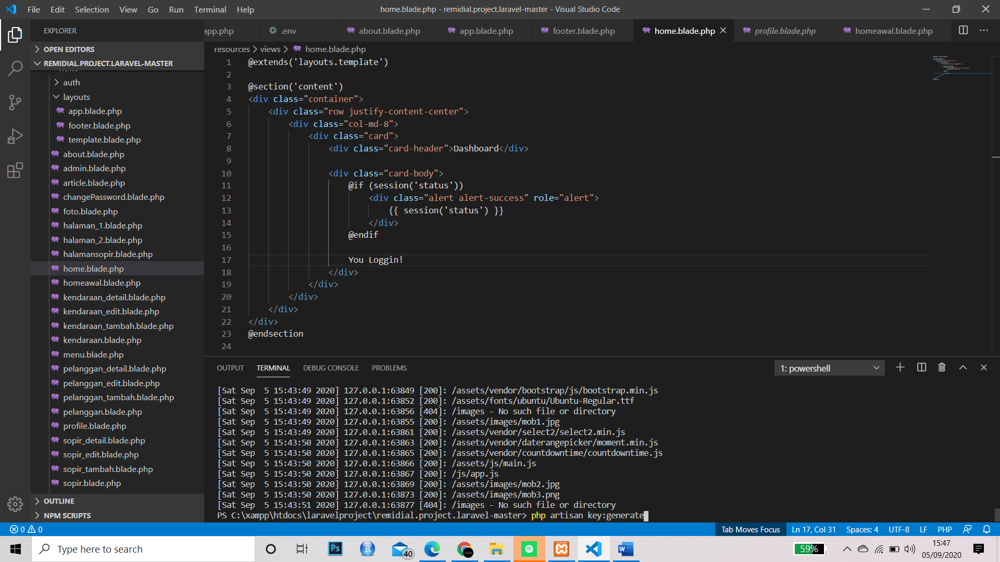 File Edit Selection View Go Run Terminal Help
home.blade.php - remidial.project.laravel-master - Visual Studio Code
EXPLORER
OPEN EDITORS
REMIDIAL.PROJECT.LARAVEL-MASTER
views
auth
layouts
app.blade.php
footer.blade.php
template.blade.php
about.blade.php
admin.blade.php
article.blade.php
changePassword.blade.php
foto.blade.php
halaman_1.blade.php
halaman_2.blade.php
halamansopir.blade.php
home.blade.php
homeawal.blade.php
kendaraan_detail.blade.php
kendaraan_edit.blade.php
kendaraan_tambah.blade.php
kendaraan.blade.php
menu.blade.php
pelanggan_detail.blade.php
pelanggan_edit.blade.php
pelanggan_tambah.blade.php
pelanggan.blade.php
profile.blade.php
sopir_detail.blade.php
sopir_edit.blade.php
sopir_tambah.blade.php
sopir.blade.php
OUTLINE
NPM SCRIPTS
app.php .env about.blade.php app.blade.php footer.blade.php home.blade.php profile.blade.php homeawal.blade.php
resources > views > home.blade.php
1 @extends('layouts.template')
2
3 @section('content')
4 <div class="container">
5 <div class="row justify-content-center">
6 <div class="col-md-8">
7 <div class="card">
8 <div class="card-header">Dashboard</div>
9
10 <div class="card-body">
11 @if (session('status'))
12 <div class="alert alert-success" role="alert">
13 {{ session('status') }}
14 </div>
15 @endif
16
17 You Loggin!
18 </div>
19 </div>
20 </div>
21 </div>
22 </div>
23 @endsection
24
OUTPUT TERMINAL DEBUG CONSOLE PROBLEMS
1: powershell
[Sat Sep  5 15:43:49 2020] 127.0.0.1:63849 [200]: /assets/vendor/bootstrap/js/bootstrap.min.js
[Sat Sep  5 15:43:49 2020] 127.0.0.1:63852 [200]: /assets/fonts/ubuntu/Ubuntu-Regular.ttf
[Sat Sep  5 15:43:49 2020] 127.0.0.1:63856 [404]: /images - No such file or directory
[Sat Sep  5 15:43:49 2020] 127.0.0.1:63855 [200]: /assets/images/mob1.jpg
[Sat Sep  5 15:43:49 2020] 127.0.0.1:63861 [200]: /assets/vendor/select2/select2.min.js
[Sat Sep  5 15:43:50 2020] 127.0.0.1:63863 [200]: /assets/vendor/daterangepicker/moment.min.js
[Sat Sep  5 15:43:50 2020] 127.0.0.1:63865 [200]: /assets/vendor/countdowntime/countdowntime.js
[Sat Sep  5 15:43:50 2020] 127.0.0.1:63866 [200]: /assets/js/main.js
[Sat Sep  5 15:43:50 2020] 127.0.0.1:63867 [200]: /js/app.js
[Sat Sep  5 15:43:50 2020] 127.0.0.1:63869 [200]: /assets/images/mob2.jpg
[Sat Sep  5 15:43:50 2020] 127.0.0.1:63873 [200]: /assets/images/mob3.png
[Sat Sep  5 15:43:51 2020] 127.0.0.1:63877 [404]: /images - No such file or directory
PS C:\xampp\htdocs\laravelproject\remidial.project.laravel-master> php artisan key:generate
0 0 Tab Moves Focus Ln 17, Col 31 Spaces: 4 UTF-8 LF PHP
Type here to search
Ps R 40 W
59%
15:47
05/09/2020